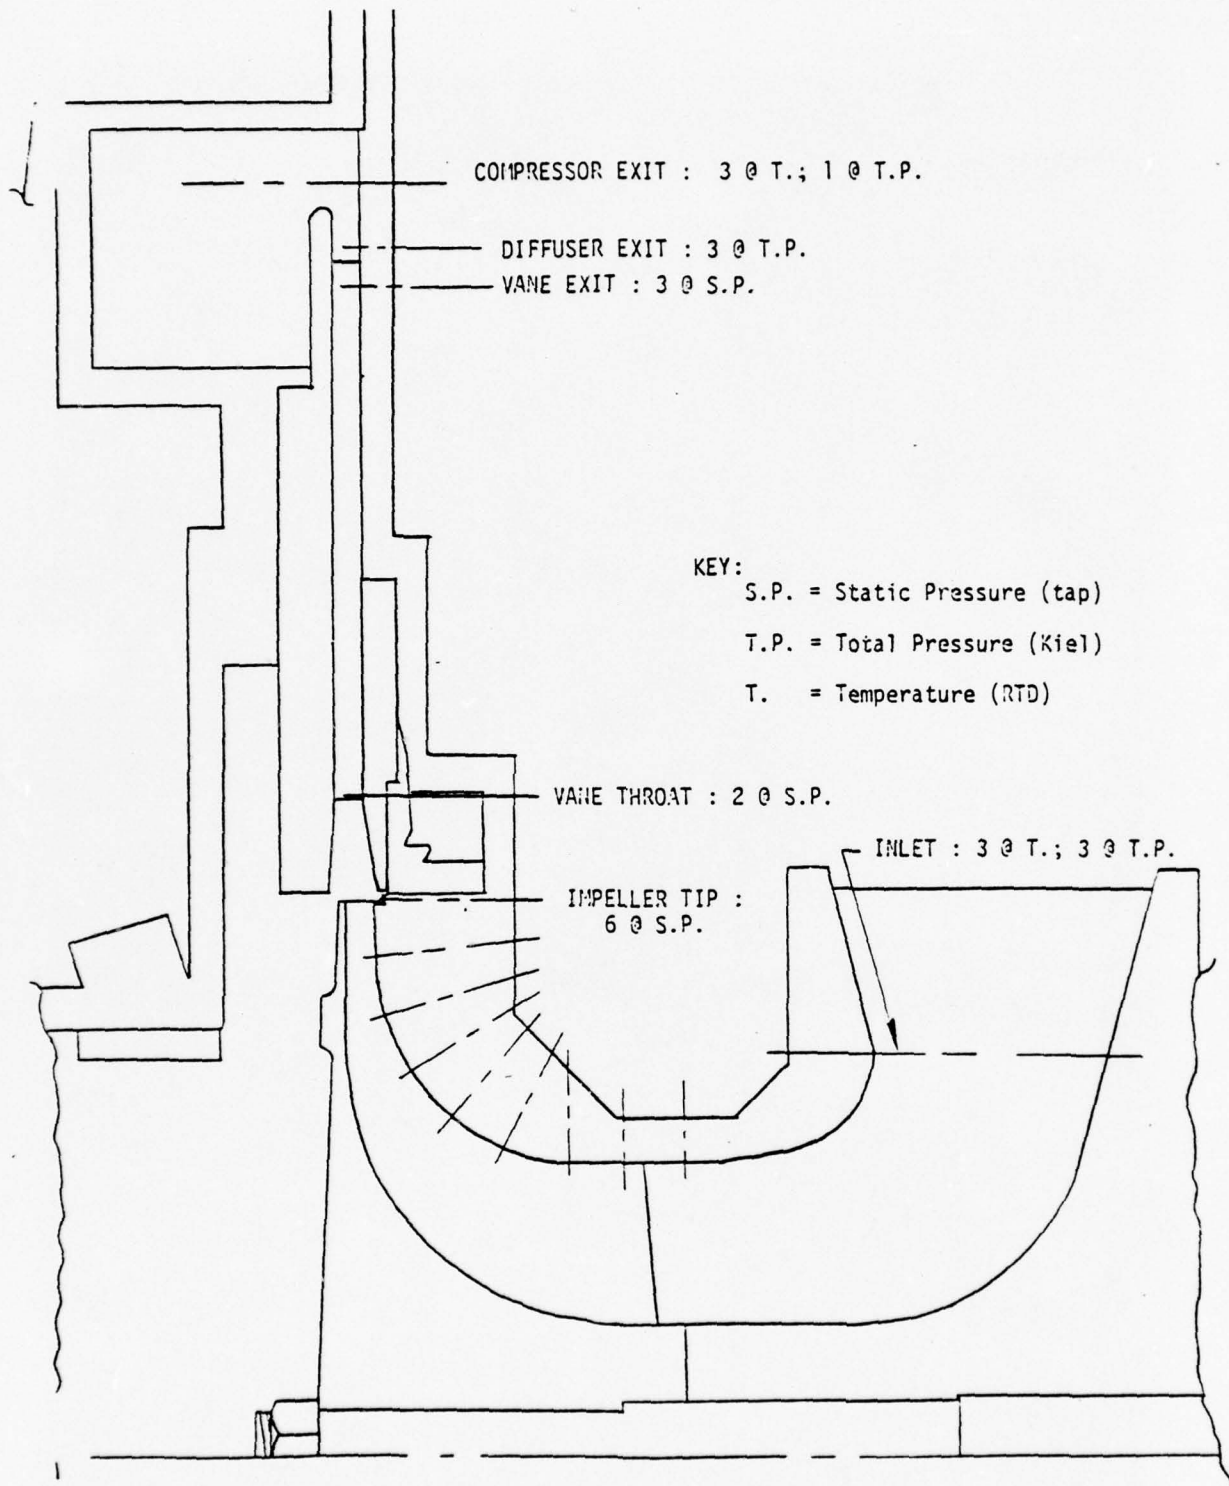 COMPRESSOR EXIT : 3 @ T.; 1 @ T.P.
DIFFUSER EXIT : 3 @ T.P.
VANE EXIT : 3 @ S.P.
KEY:
S.P. = Static Pressure (tap)
T.P. = Total Pressure (Kiel)
T. = Temperature (RTD)
VANE THROAT : 2 @ S.P.
INLET : 3 @ T.; 3 @ T.P.
IMPELLER TIP :
6 @ S.P.